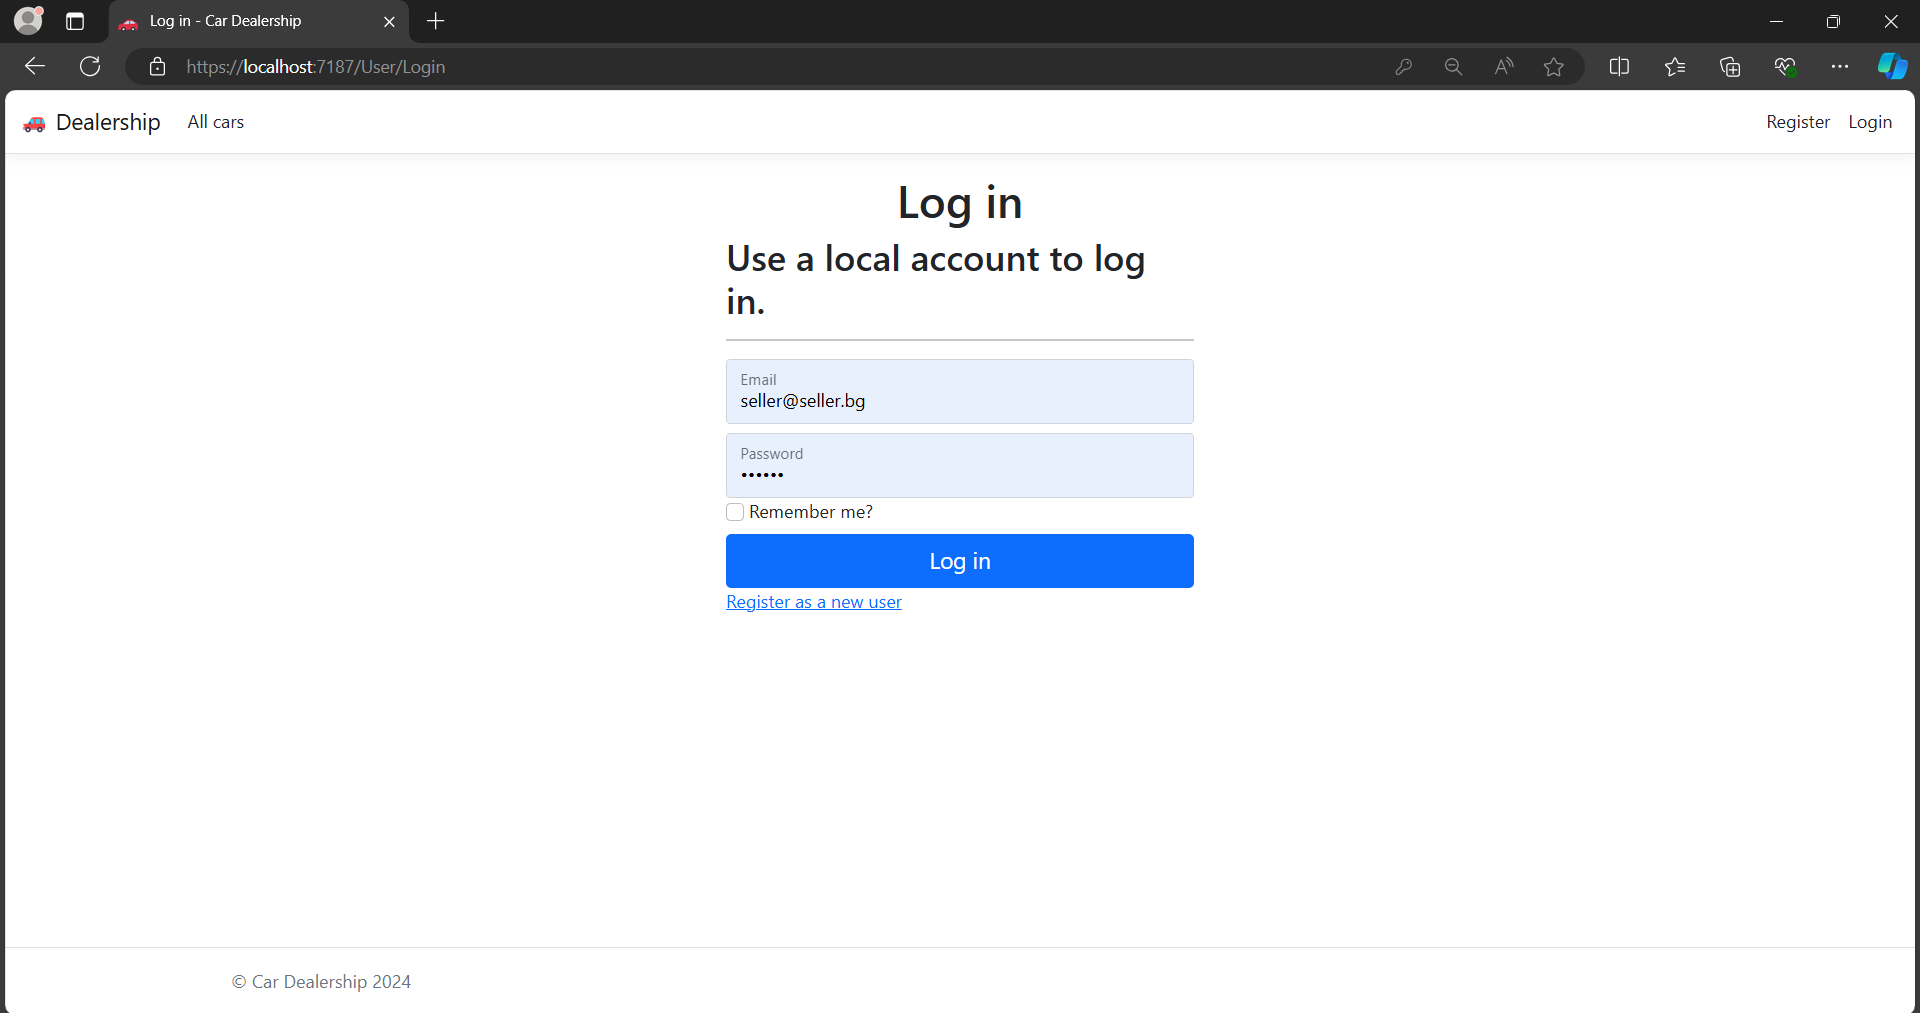 Log in - Car Dealership
https://localhost:7187/User/Login
Dealership All cars Register Login
Log in
Use a local account to log
in.
Email
seller@seller.bg
Password
••••••
Remember me?
Log in
Register as a new user
© Car Dealership 2024